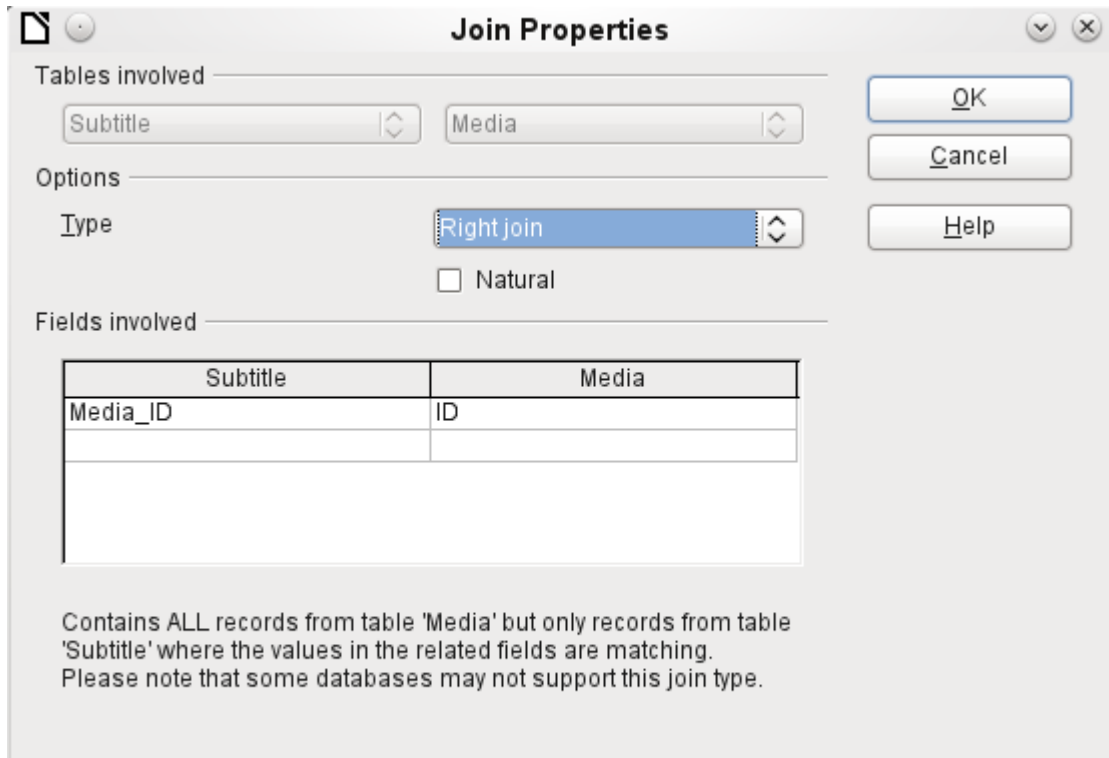 Join Properties
Tables involved
Subtitle Media
OK
Cancel
Options
Type Right join
Help
Natural
Fields involved
Subtitle Media
Media_ID ID
Contains ALL records from table 'Media' but only records from table
'Subtitle' where the values in the related fields are matching.
Please note that some databases may not support this join type.